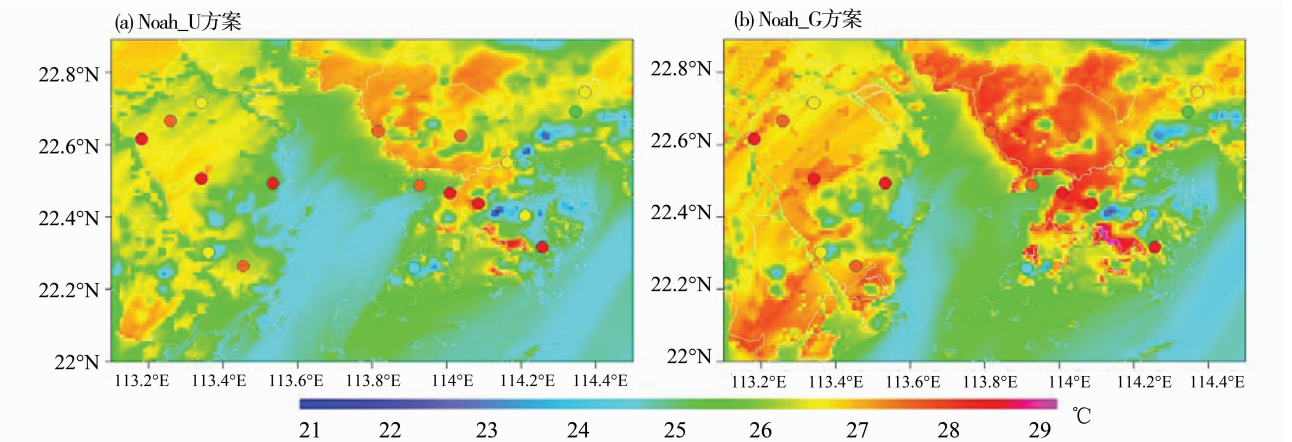 (a) Noah_U方案
(b) Noah_G方案
22.8°N
22.6°N
22.4°N
22.2°N
22°N
113.2°E 113.4°E 113.6°E 113.8°E 114°E 114.2°E 114.4°E
22.8°N
22.6°N
22.4°N
22.2°N
22°N
113.2°E 113.4°E 113.6°E 113.8°E 114°E 114.2°E 114.4°E
21 22 23 24 25 26 27 28 29 ℃